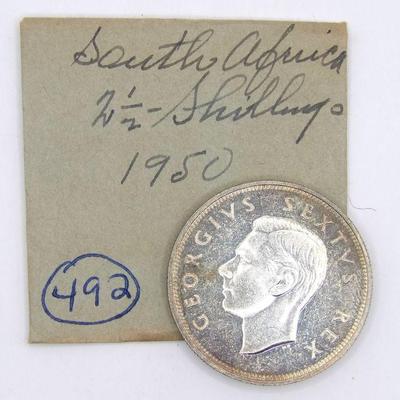 South Africa
2½-Shillings
1950
492
GEORGIVS SEXTVS REX